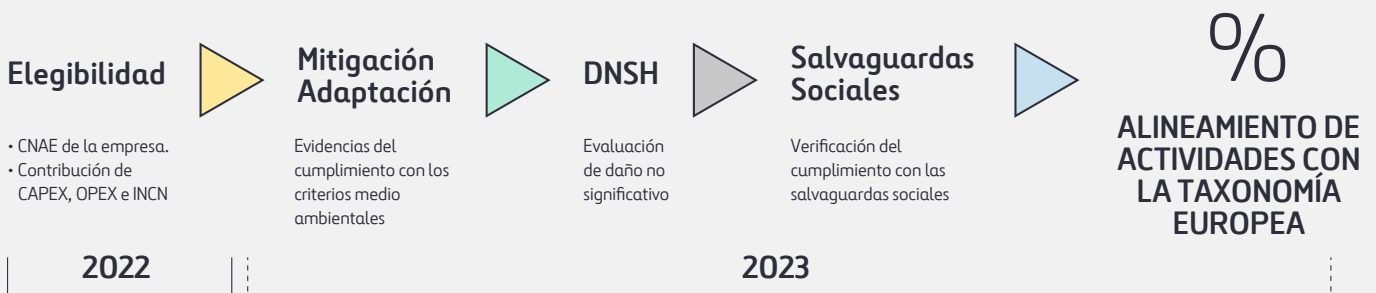 Elegibilidad
• CNAE de la empresa.
• Contribución de
CAPEX, OPEX e INCN
Mitigación
Adaptación
Evidencias del
cumplimiento con los
criterios medio
ambientales
DNSH
Evaluación
de daño no
significativo
Salvaguardas
Sociales
Verificación del
cumplimiento con las
salvaguardas sociales
%
ALINEAMIENTO DE
ACTIVIDADES CON
LA TAXONOMÍA
EUROPEA
2022
2023